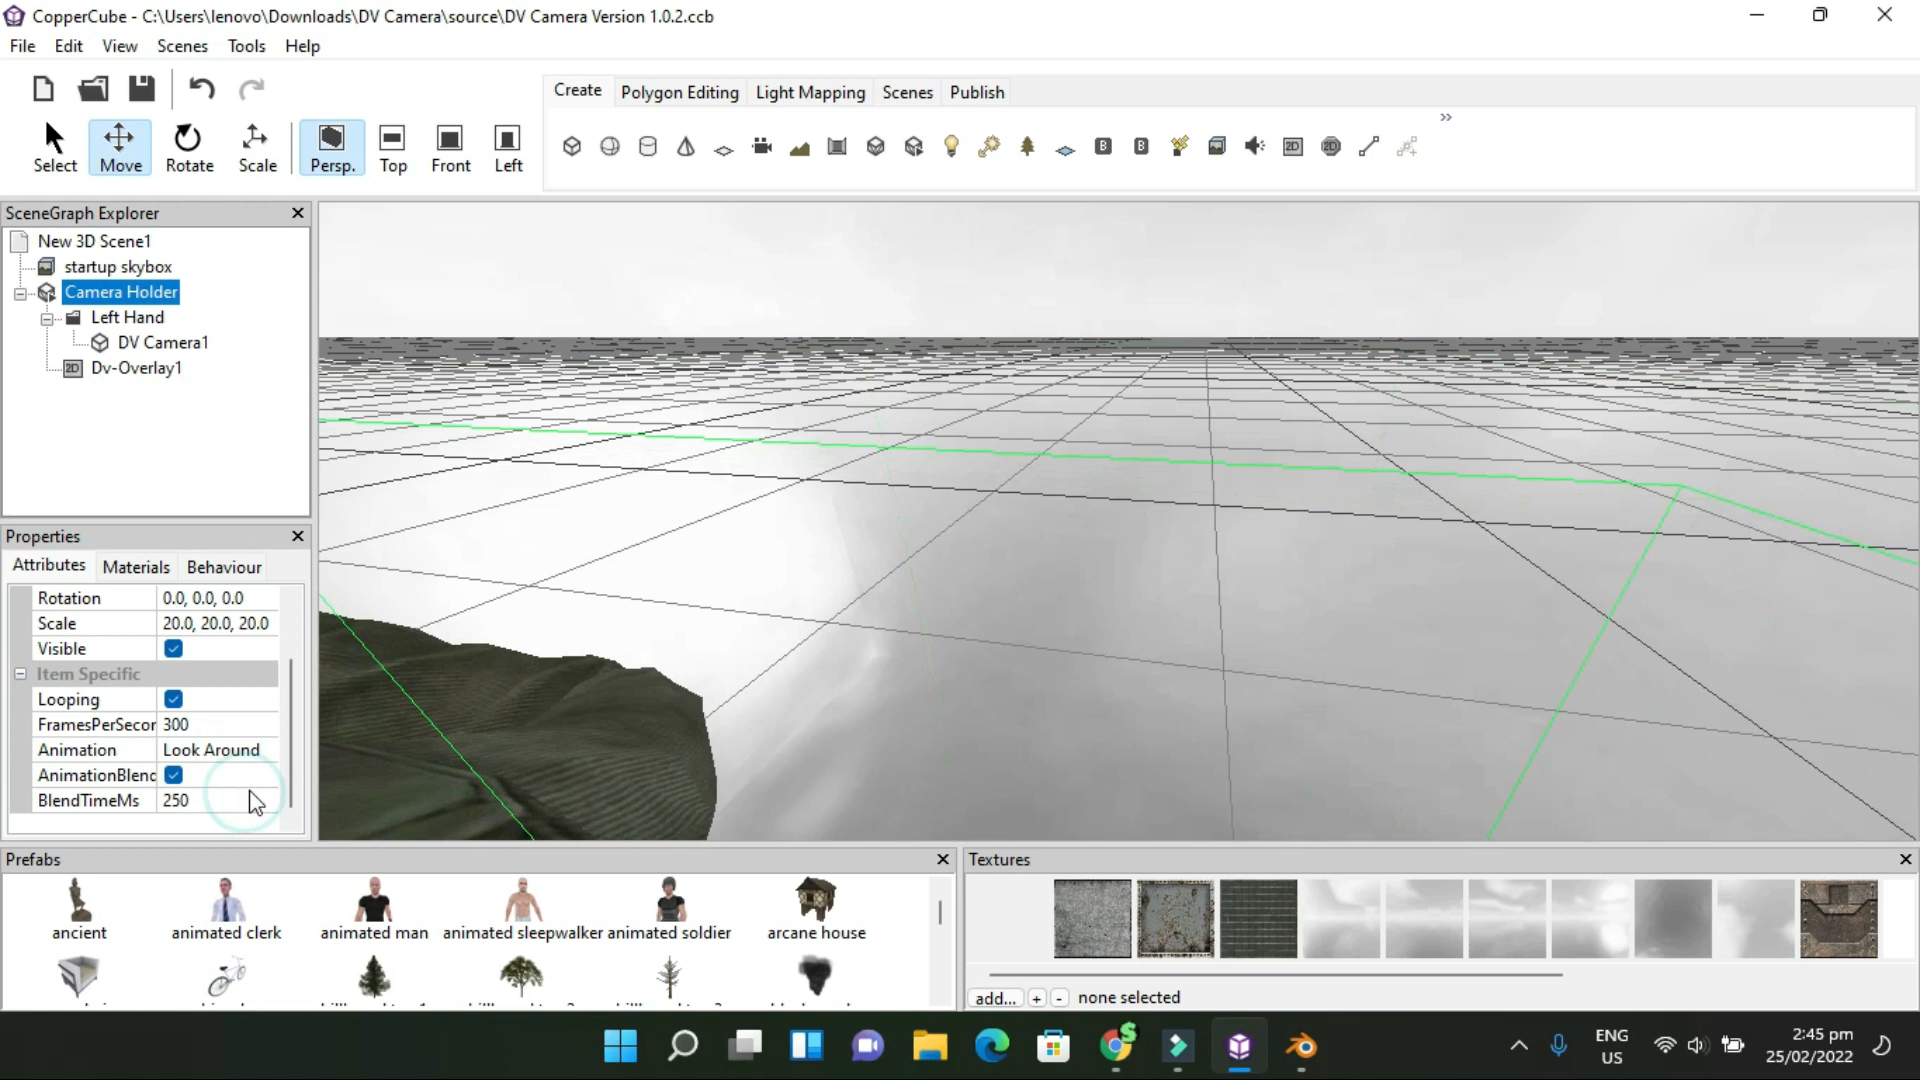 CopperCube - C:\Users\lenovo\Downloads\DV Camera\source\DV Camera Version 1.0.2.ccb
File Edit View Scenes Tools Help
Create Polygon Editing Light Mapping Scenes Publish
Select Move Rotate Scale Persp. Top Front Left
B B 2D 2D
SceneGraph Explorer
New 3D Scene1
startup skybox
Camera Holder
Left Hand
DV Camera1
2D Dv-Overlay1
Properties
Attributes Materials Behaviour
Rotation 0.0, 0.0, 0.0
Scale 20.0, 20.0, 20.0
Visible
Item Specific
Looping
FramesPerSecor 300
Animation Look Around
AnimationBlend
BlendTimeMs 250
Prefabs
ancient animated clerk animated man animated sleepwalker animated soldier arcane house
Textures
add... + - none selected
ENG
US
2:45 pm
25/02/2022